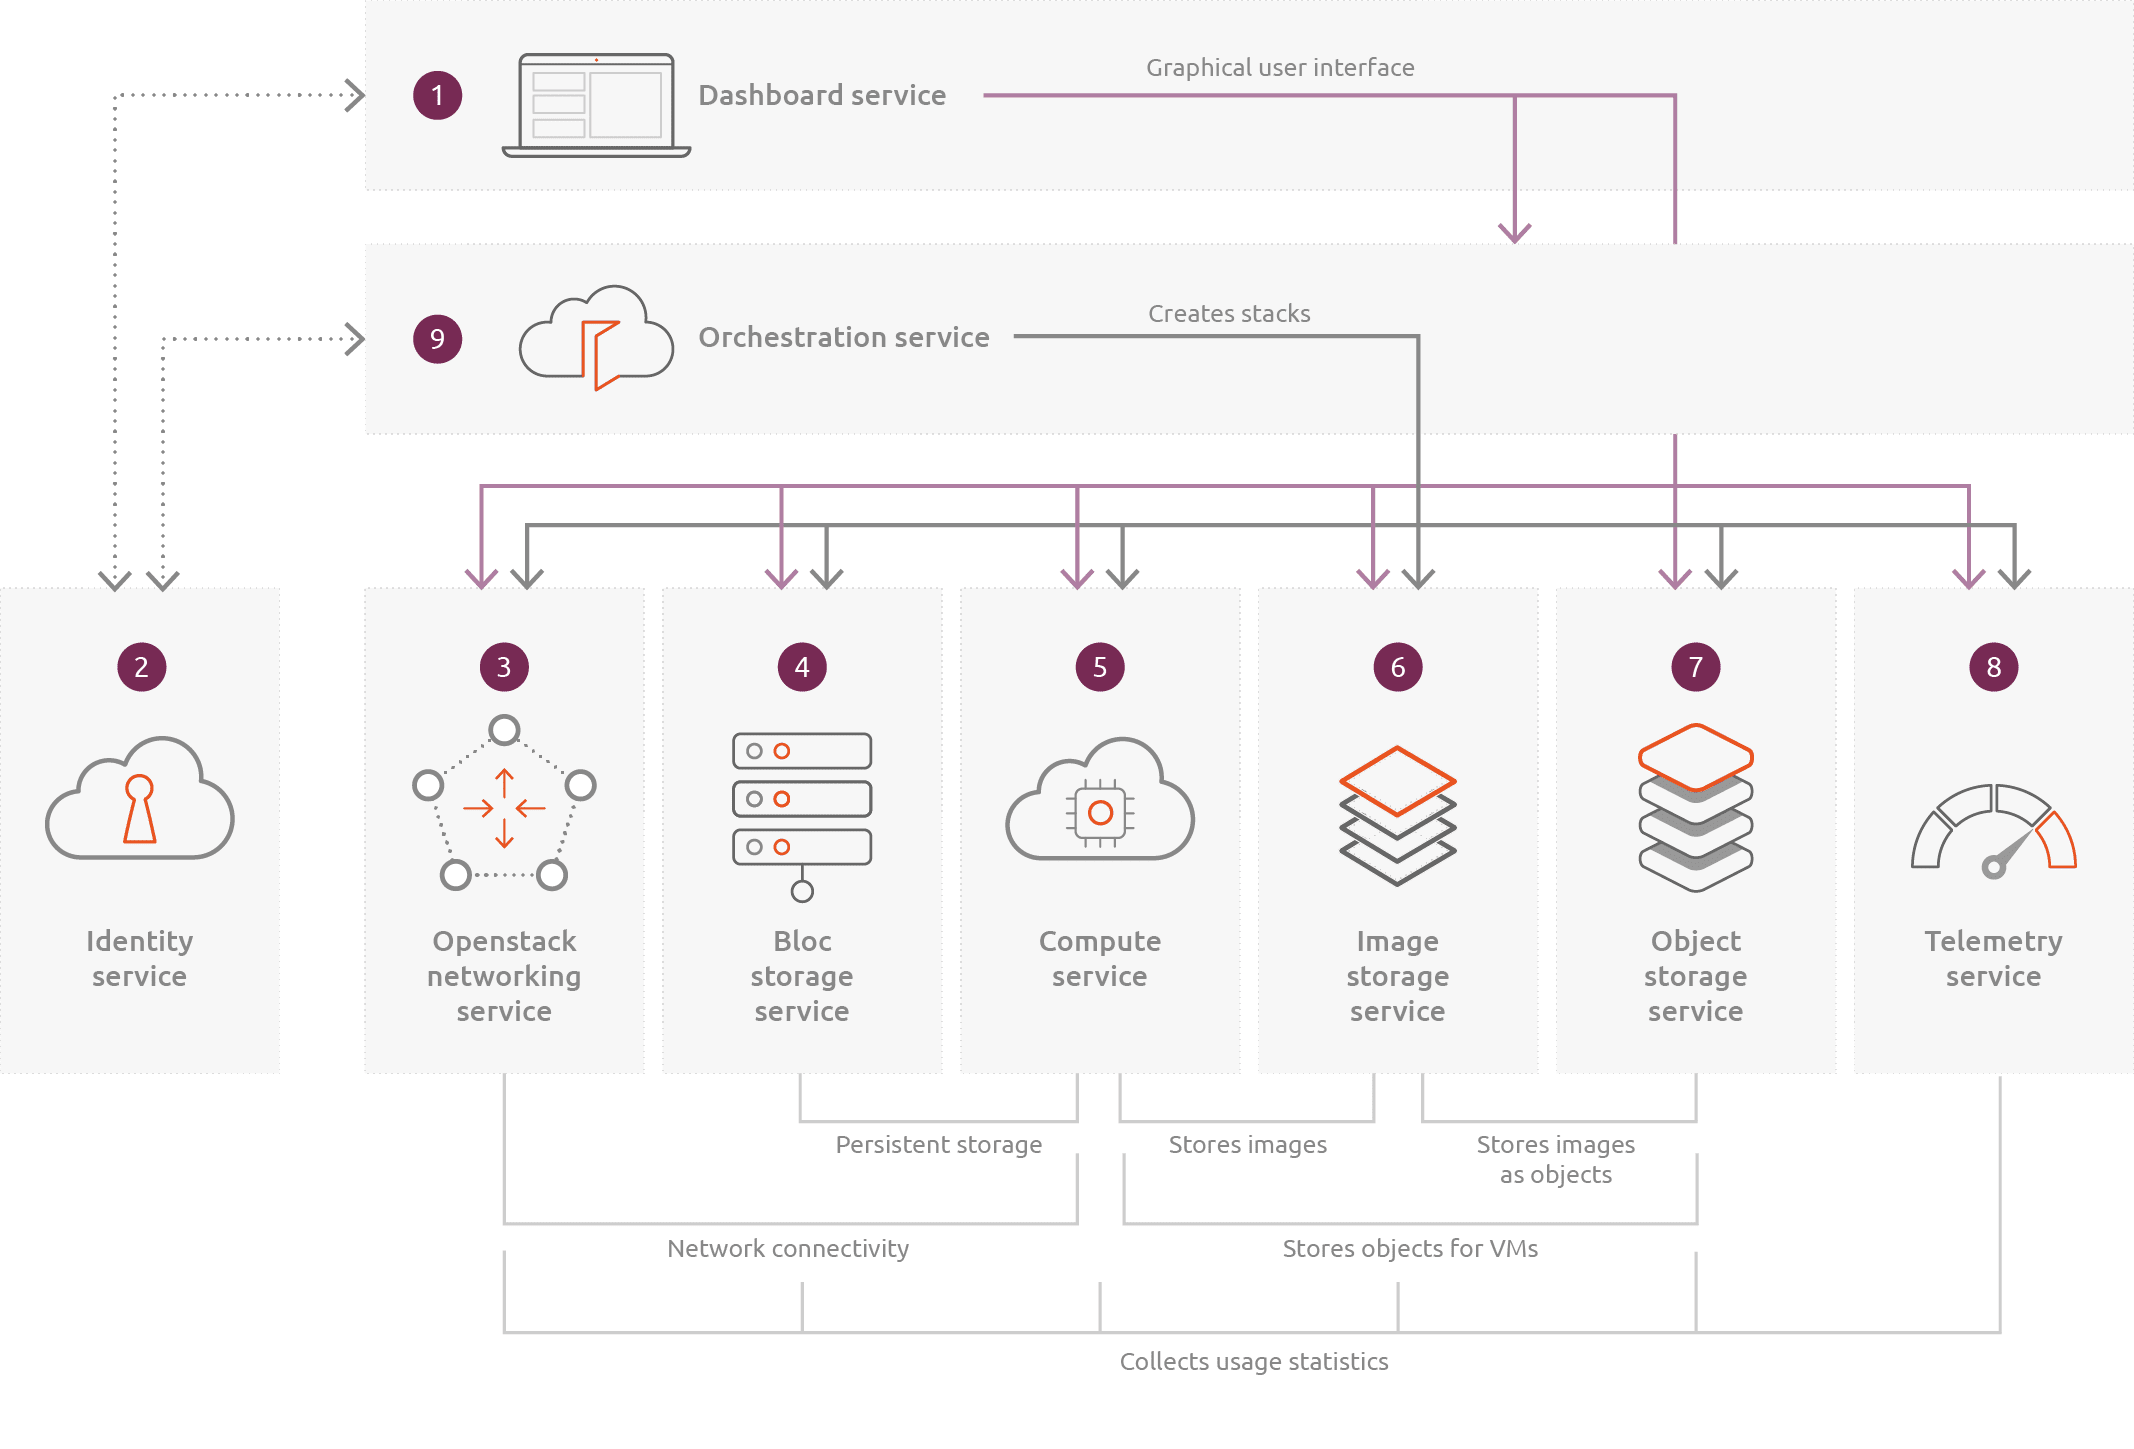 1
Dashboard service
Graphical user interface
9
Orchestration service
Creates stacks
2
Identity
service
3
Openstack
networking
service
4
Bloc
storage
service
5
Compute
service
6
Image
storage
service
7
Object
storage
service
8
Telemetry
service
Persistent storage
Stores images
Stores images
as objects
Network connectivity
Stores objects for VMs
Collects usage statistics